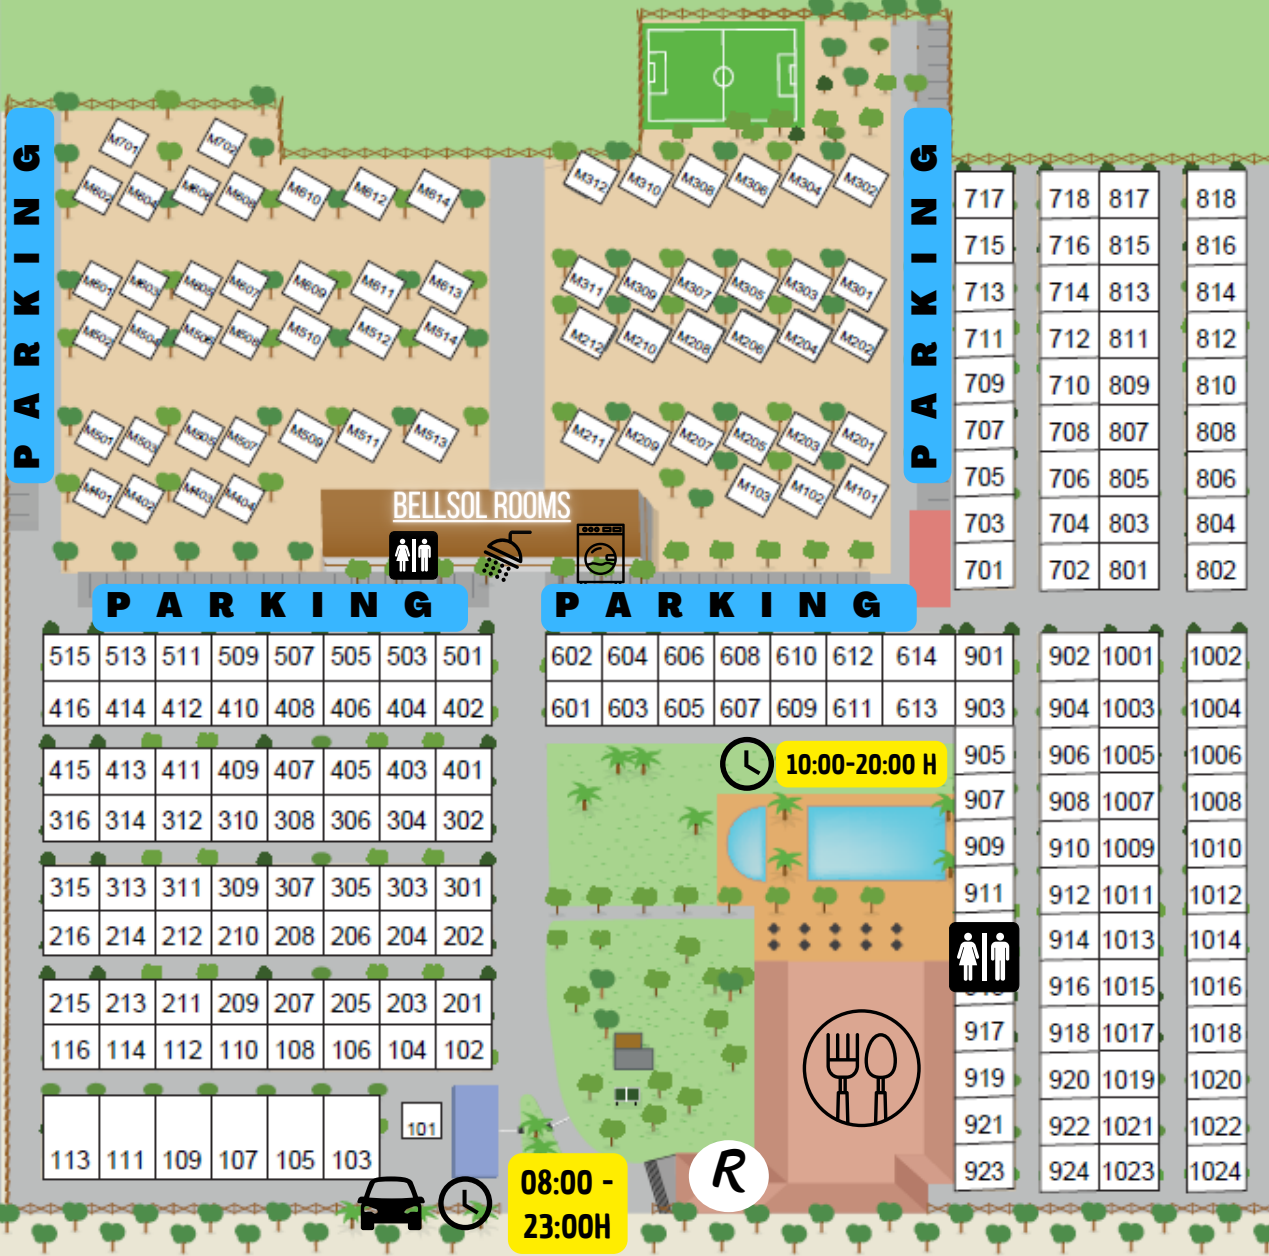 M701 M702
M602 M604 M606 M608 M610 M612 M614
M312 M310 M308 M306 M304 M302
PARKING
PARKING
M601 M603 M605 M607 M609 M611 M613
M311 M309 M307 M305 M303 M301
M502 M504 M506 M508 M510 M512 M514
M212 M210 M208 M206 M204 M202
M501 M503 M505 M507 M509 M511 M513
M211 M209 M207 M205 M203 M201
M401 M402 M403 M404
M103 M102 M101
BELLSOL ROOMS
717 718 817 818
715 716 815 816
713 714 813 814
711 712 811 812
709 710 809 810
707 708 807 808
705 706 805 806
703 704 803 804
701 702 801 802
PARKING PARKING
515 513 511 509 507 505 503 501
416 414 412 410 408 406 404 402
602 604 606 608 610 612 614 901 902 1001 1002
601 603 605 607 609 611 613 903 904 1003 1004
415 413 411 409 407 405 403 401
316 314 312 310 308 306 304 302
10:00-20:00 H
905 906 1005 1006
907 908 1007 1008
909 910 1009 1010
911 912 1011 1012
914 1013 1014
916 1015 1016
917 918 1017 1018
919 920 1019 1020
921 922 1021 1022
923 924 1023 1024
315 313 311 309 307 305 303 301
216 214 212 210 208 206 204 202
215 213 211 209 207 205 203 201
116 114 112 110 108 106 104 102
113 111 109 107 105 103
101
08:00 -
23:00H
R